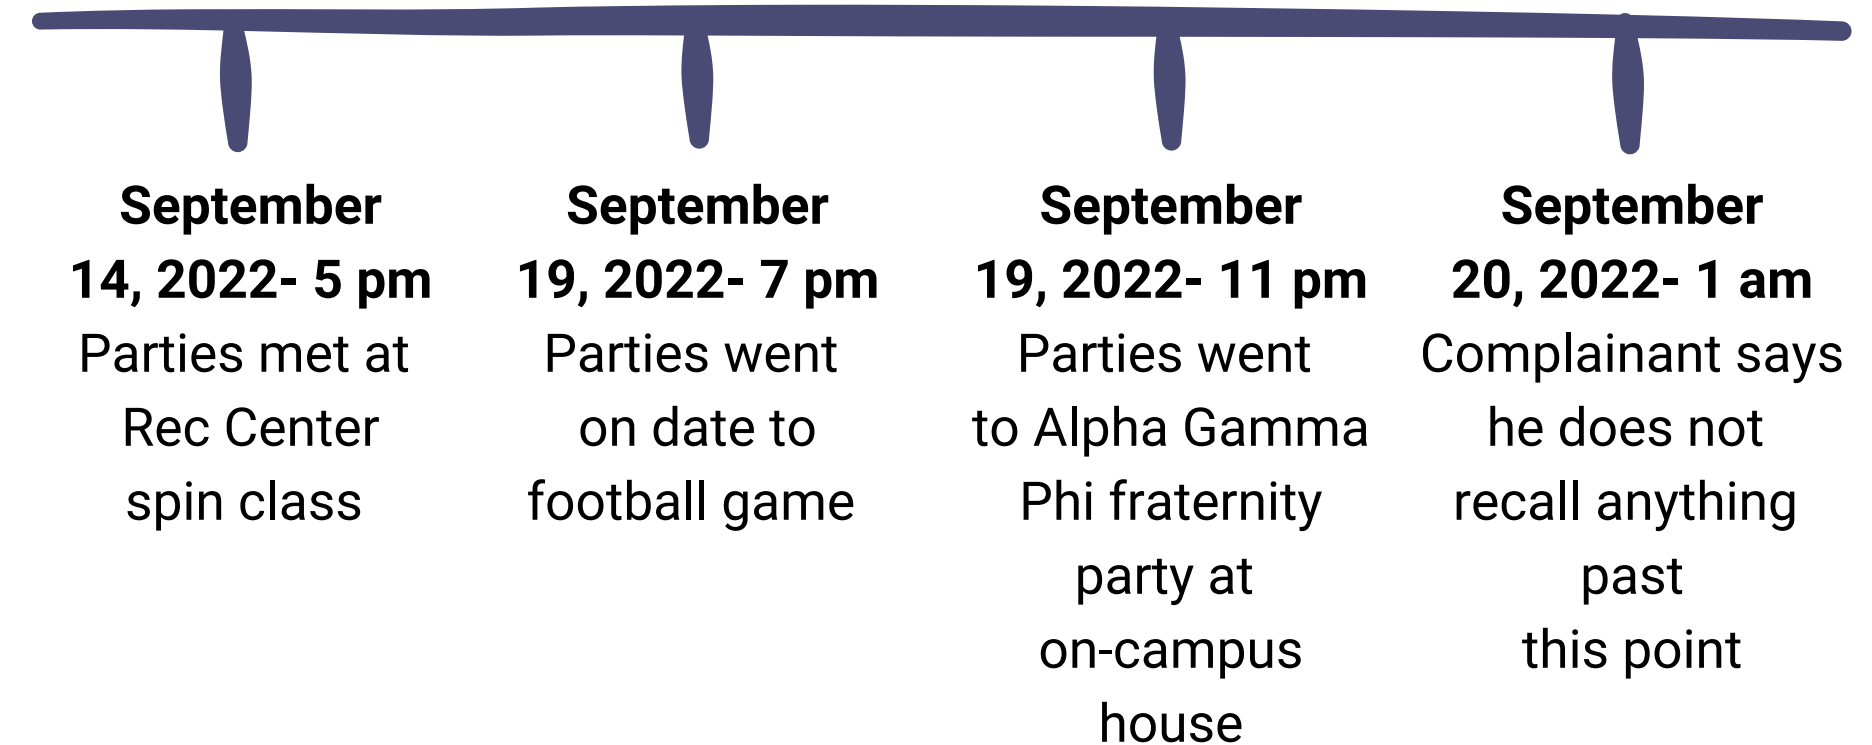 September
14, 2022- 5 pm
Parties met at
Rec Center
spin class
September
19, 2022- 7 pm
Parties went
on date to
football game
September
19, 2022- 11 pm
Parties went
to Alpha Gamma
Phi fraternity
party at
on-campus
house
September
20, 2022- 1 am
Complainant says
he does not
recall anything
past
this point